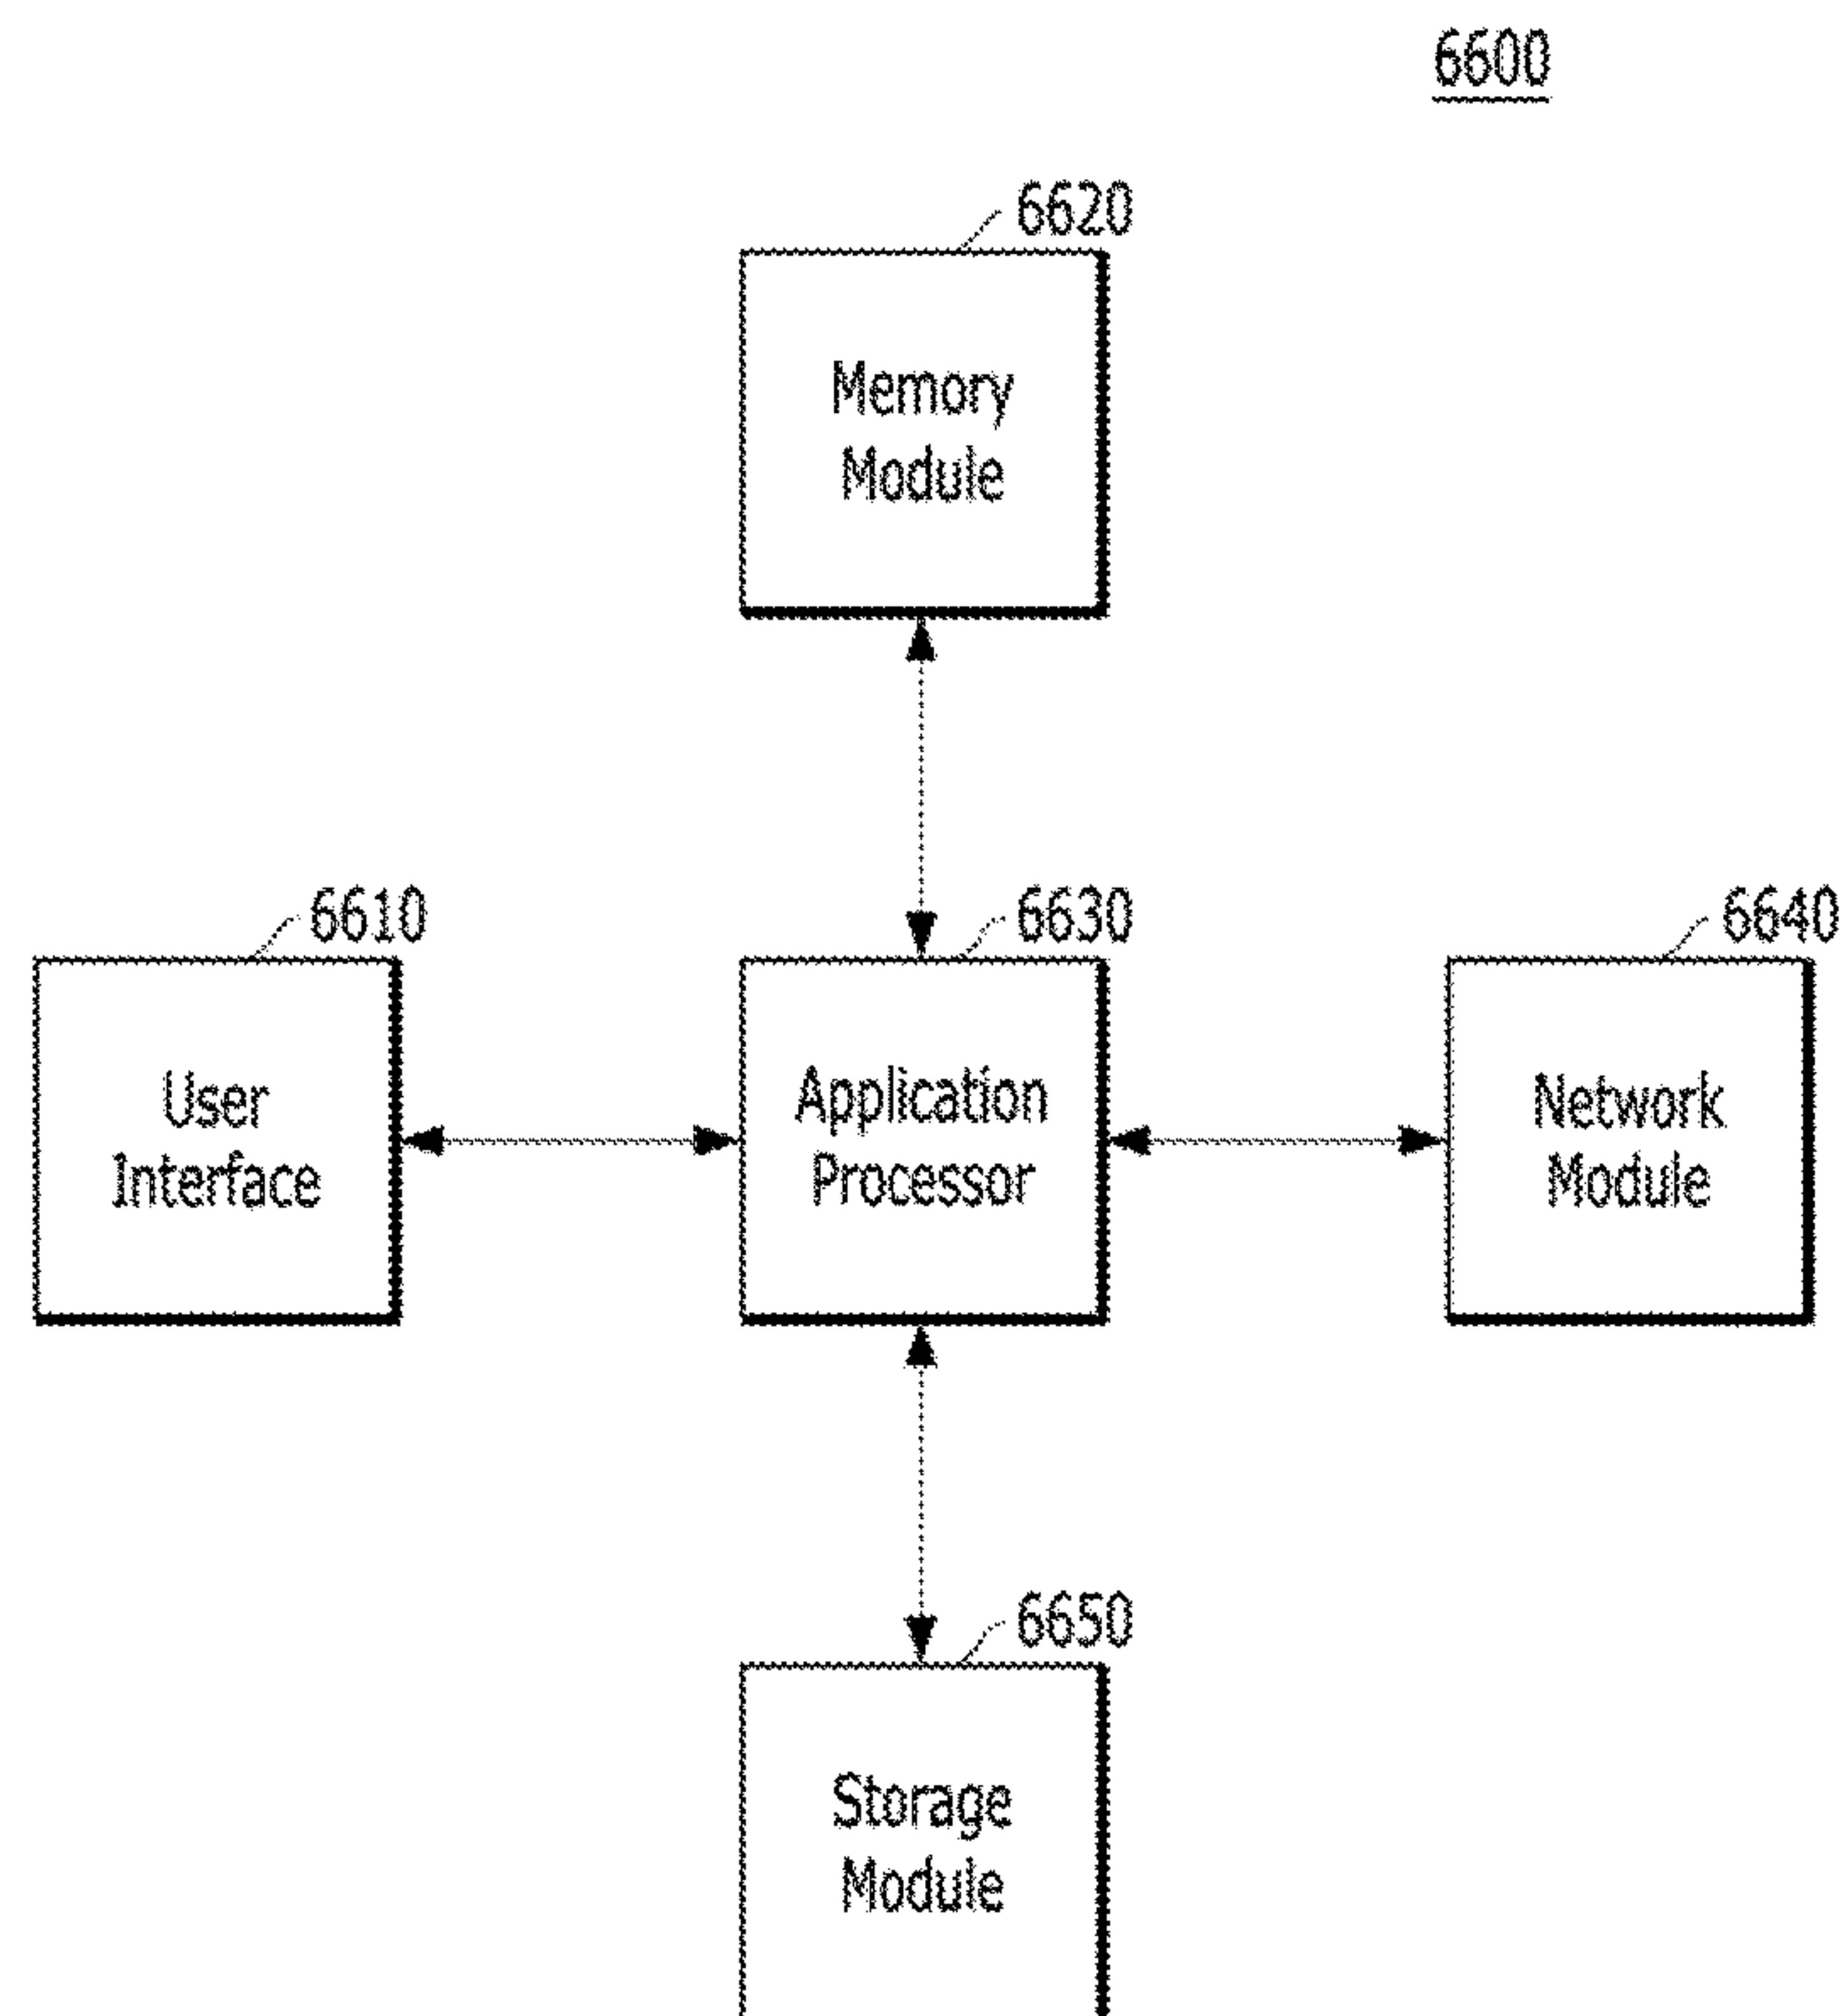 6600
6620
Memory
Module
6610
6630
6640
User
Interface
Application
Processor
Network
Module
6650
Storage
Module